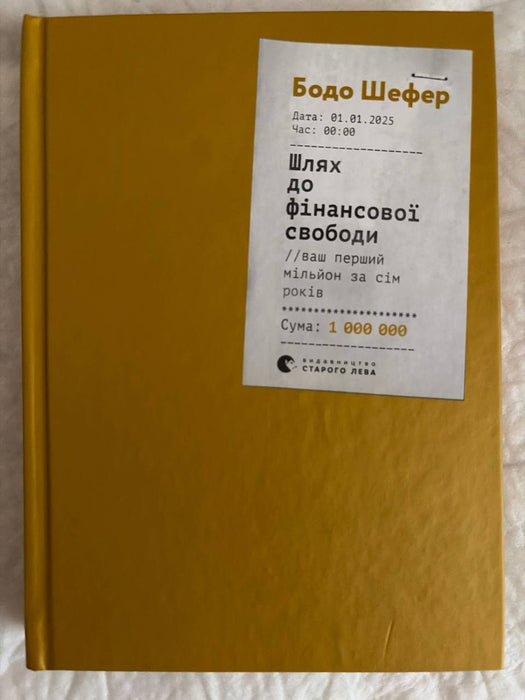 Бодо Шефер
Дата: 01.01.2025
Час: 00:00
--------------------
Шлях
до
фінансової
свободи
//ваш перший
мільйон за сім
років
********************
Сума: 1 000 000
--------------------
видавництво
СТАРОГО ЛЕВА